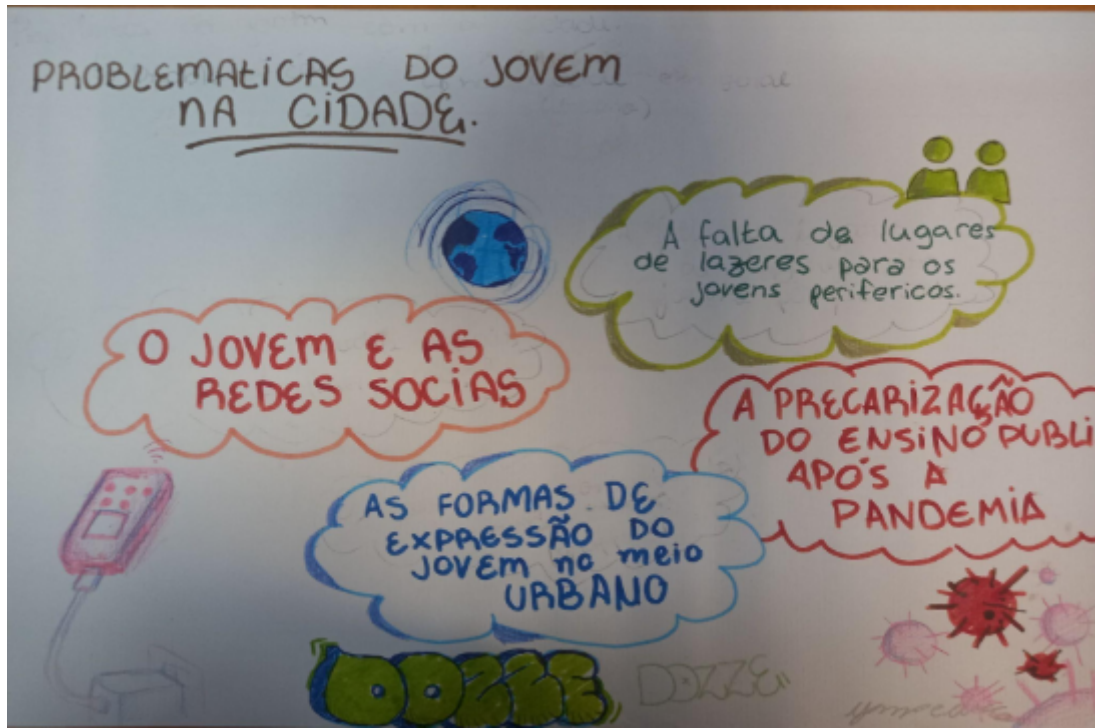 PROBLEMATICAS DO JOVEM
NA CIDADE.
A falta de lugares
de lazeres para os
jovens perifericos.
O JOVEM E AS
REDES SOCIAS
A PRECARIZAÇÃO
DO ENSINO PUBLI
APÓS A
PANDEMIA
AS FORMAS DE
EXPRESSÃO DO
JOVEM no meio
URBANO
DOZZE
DOZZE